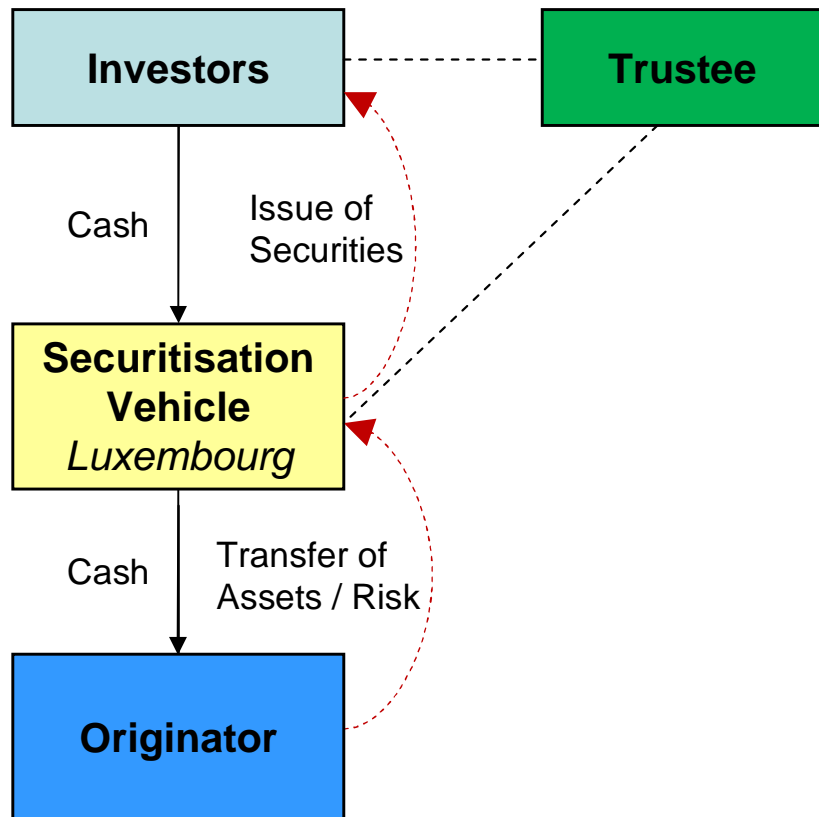 Investors
Trustee
Cash
Issue of
Securities
Securitisation
Vehicle
Luxembourg
Cash
Transfer of
Assets / Risk
Originator